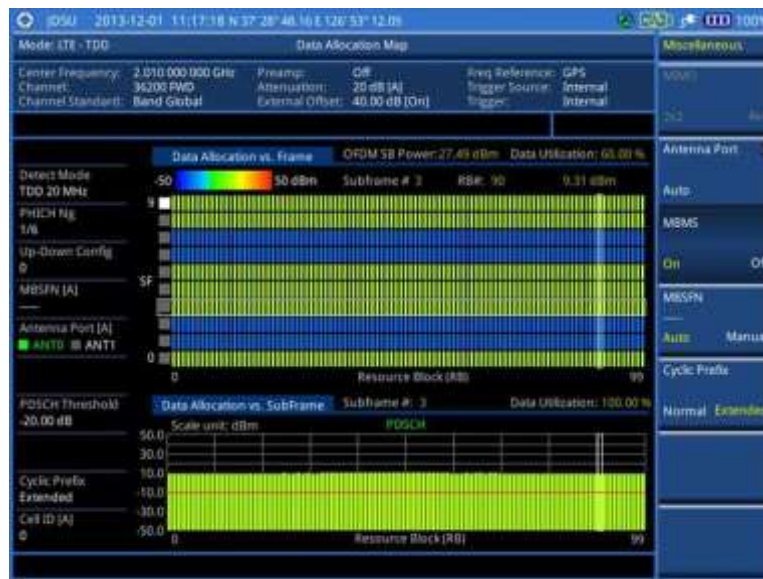 JDSU 2013-12-01 11:17:18 N 37° 28' 48.16 E 126° 53' 12.09 100%
Mode: LTE - TDD Data Allocation Map Miscellaneous
Center Frequency: 2.010 000 000 GHz Preamp: Off Freq Reference: GPS
Channel: 36200 FWD Attenuation: 20 dB [A] Trigger Source: Internal
Channel Standard: Band Global External Offset: 40.00 dB [On] Trigger: Internal
MIMO
2x2
Data Allocation vs. Frame OFDM SB Power: 27.49 dBm Data Utilization: 60.00 %
Detect Mode
TDD 20 MHz
-50 50 dBm Subframe # 3 RB#: 90 9.31 dBm
PHICH Ng
1/6
Up-Down Config
0
MBSFN [A]
----
Antenna Port [A]
ANT0 ANT1
9
SF
0
0 Resource Block (RB) 99
Antenna Port
Auto
MBMS
On
MBSFN
----
Auto Manua
Cyclic Prefix
Normal Extended
PDSCH Threshold
-20.00 dB
Data Allocation vs. SubFrame Subframe #: 3 Data Utilization: 100.00 %
Scale unit: dBm PDSCH
50.0
30.0
10.0
-10.0
-30.0
-50.0
0 Resource Block (RB) 99
Cyclic Prefix
Extended
Cell ID [A]
0